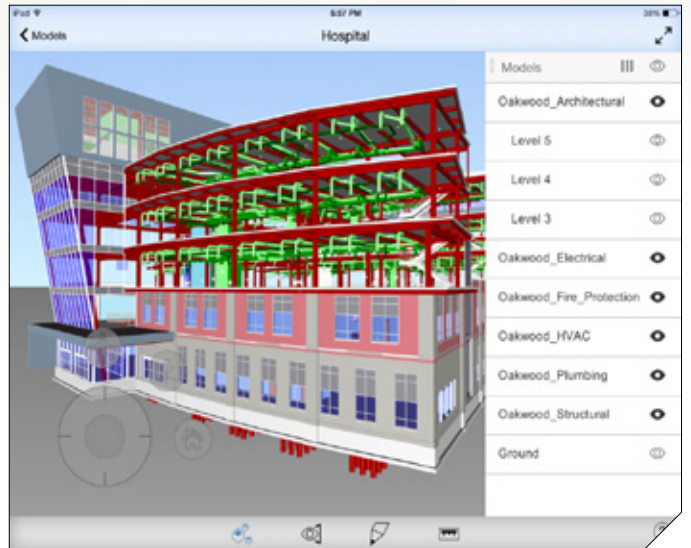 iPad
6:57 PM
38%
Models
Hospital
Models
Oakwood_Architectural
Level 5
Level 4
Level 3
Oakwood_Electrical
Oakwood_Fire_Protection
Oakwood_HVAC
Oakwood_Plumbing
Oakwood_Structural
Ground